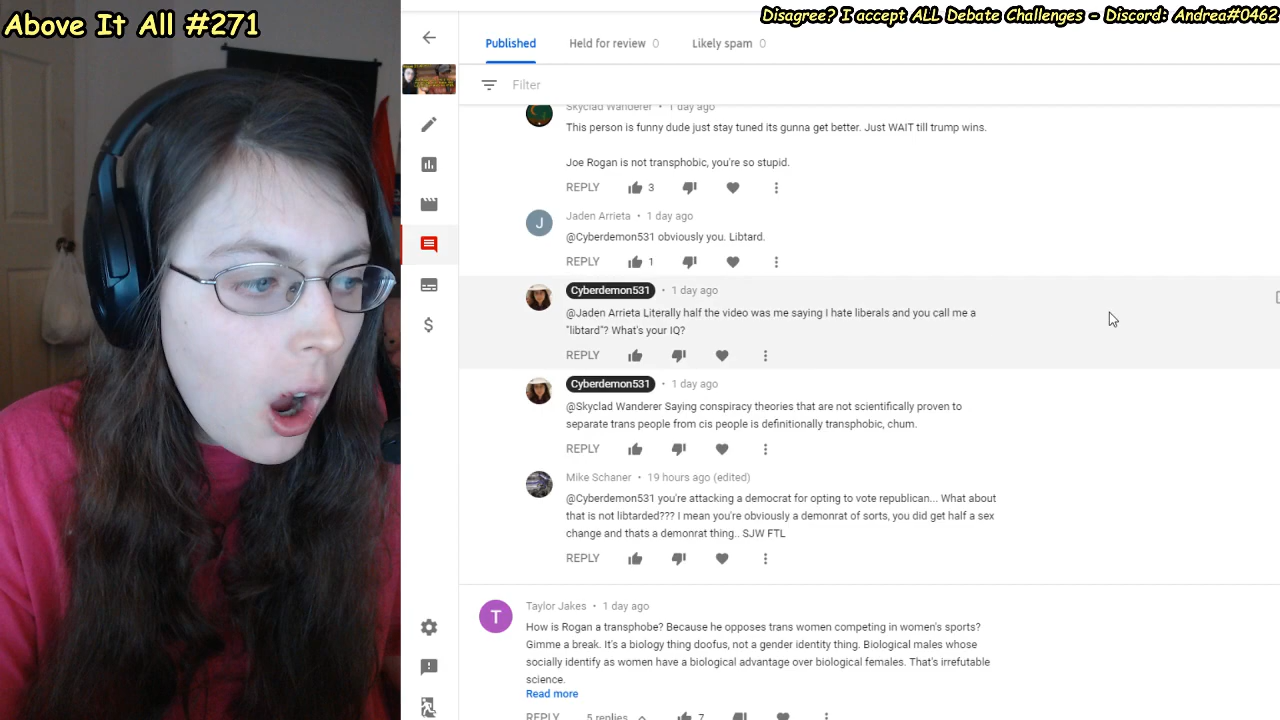 Above It All #271
Disagree? I accept ALL Debate Challenges - Discord: Andrea#0462
Published
Held for review 0
Likely spam 0
Filter
Skyclad Wanderer • 1 day ago
This person is funny dude just stay tuned its gunna get better. Just WAIT till trump wins.
Joe Rogan is not transphobic, you're so stupid.
REPLY 3
Jaden Arrieta • 1 day ago
@Cyberdemon531 obviously you. Libtard.
REPLY 1
Cyberdemon531 • 1 day ago
@Jaden Arrieta Literally half the video was me saying I hate liberals and you call me a
"libtard"? What's your IQ?
REPLY
Cyberdemon531 • 1 day ago
@Skyclad Wanderer Saying conspiracy theories that are not scientifically proven to
separate trans people from cis people is definitionally transphobic, chum.
REPLY
Mike Schaner • 19 hours ago (edited)
@Cyberdemon531 you're attacking a democrat for opting to vote republican... What about
that is not libtarded??? I mean you're obviously a demonrat of sorts, you did get half a sex
change and thats a demonrat thing.. SJW FTL
REPLY
T
Taylor Jakes • 1 day ago
How is Rogan a transphobe? Because he opposes trans women competing in women's sports?
Gimme a break. It's a biology thing doofus, not a gender identity thing. Biological males whose
socially identify as women have a biological advantage over biological females. That's irrefutable
science.
Read more
REPLY 5 replies 7
J
$